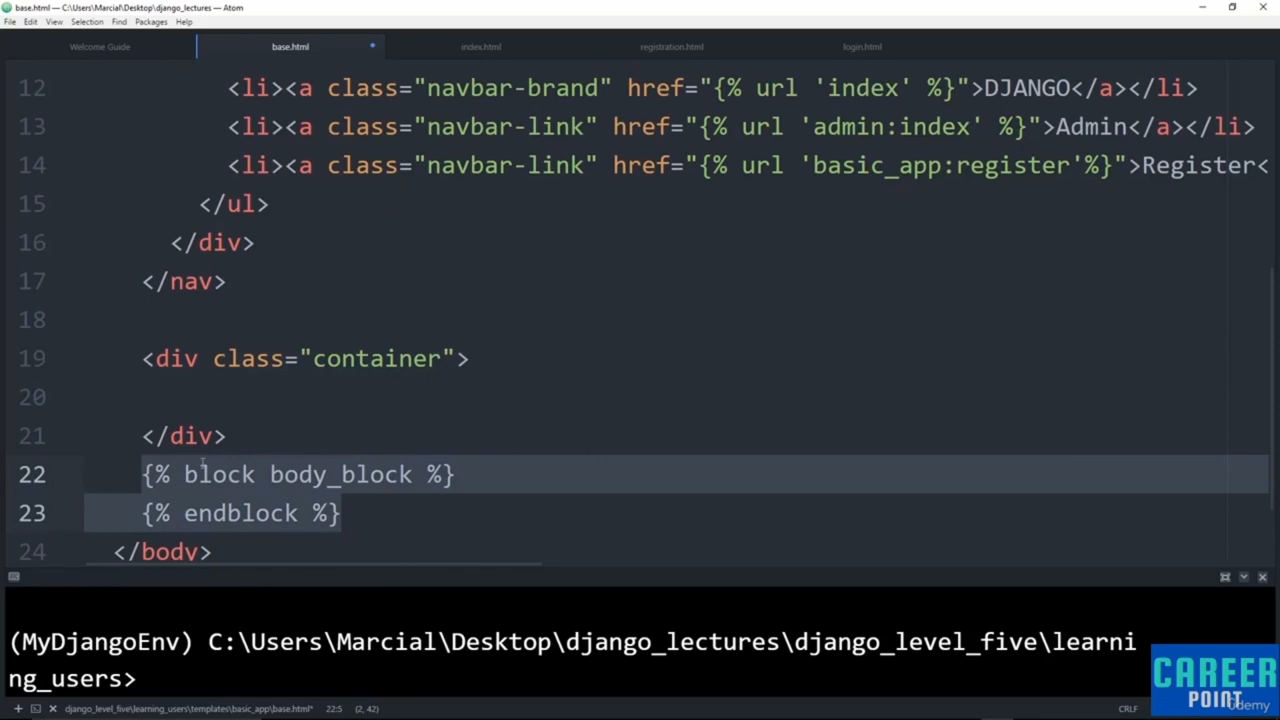 base.html — C:\Users\Marcial\Desktop\django_lectures — Atom
File Edit View Selection Find Packages Help
Welcome Guide base.html index.html registration.html login.html
12 <li><a class="navbar-brand" href="{% url 'index' %}">DJANGO</a></li>
13 <li><a class="navbar-link" href="{% url 'admin:index' %}">Admin</a></li>
14 <li><a class="navbar-link" href="{% url 'basic_app:register'%}">Register<
15 </ul>
16 </div>
17 </nav>
18
19 <div class="container">
20
21 </div>
22 {% block body_block %}
23 {% endblock %}
24 </body>
(MyDjangoEnv) C:\Users\Marcial\Desktop\django_lectures\django_level_five\learni
ng_users>
CAREER
POINT
Udemy
django_level_five\learning_users\templates\basic_app\base.html* 22:5 (2, 42) CRLF